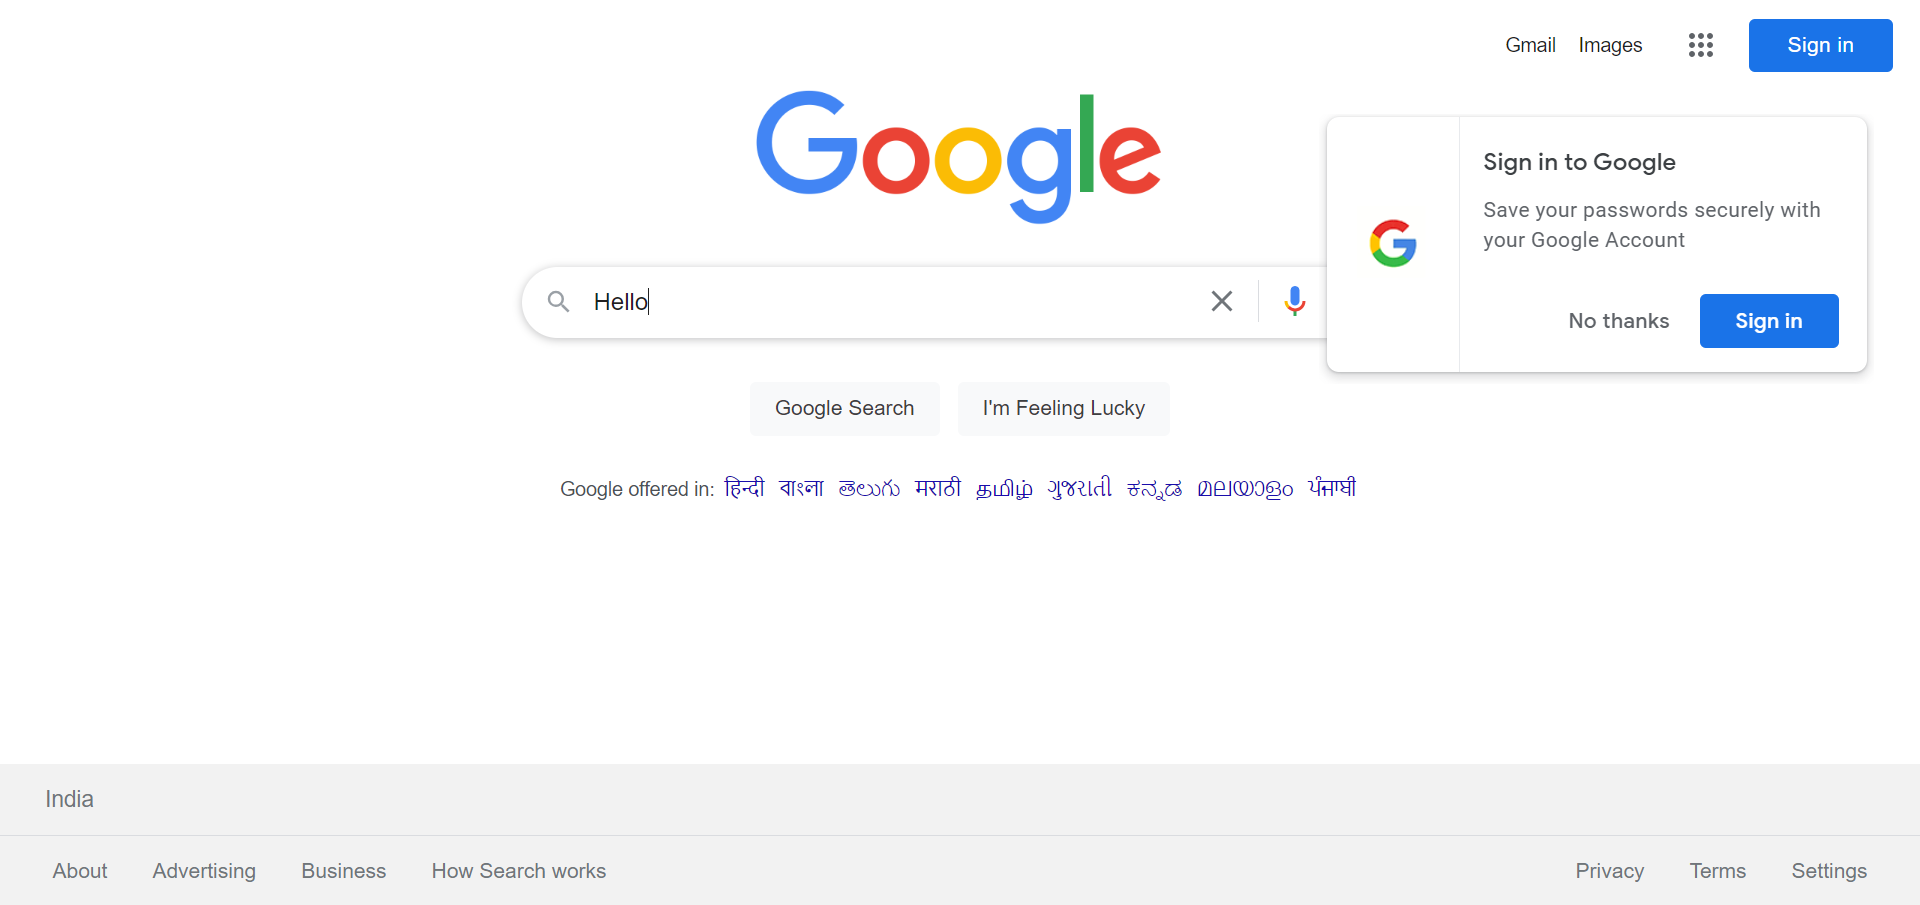 Gmail Images Sign in
Google
Sign in to Google
Save your passwords securely with
your Google Account
No thanks Sign in
Hello
Google Search I'm Feeling Lucky
Google offered in: हिन्दी বাংলা తెలుగు मराठी தமிழ் ગુજરાતી ಕನ್ನಡ മലയാളം ਪੰਜਾਬੀ
India
About Advertising Business How Search works Privacy Terms Settings